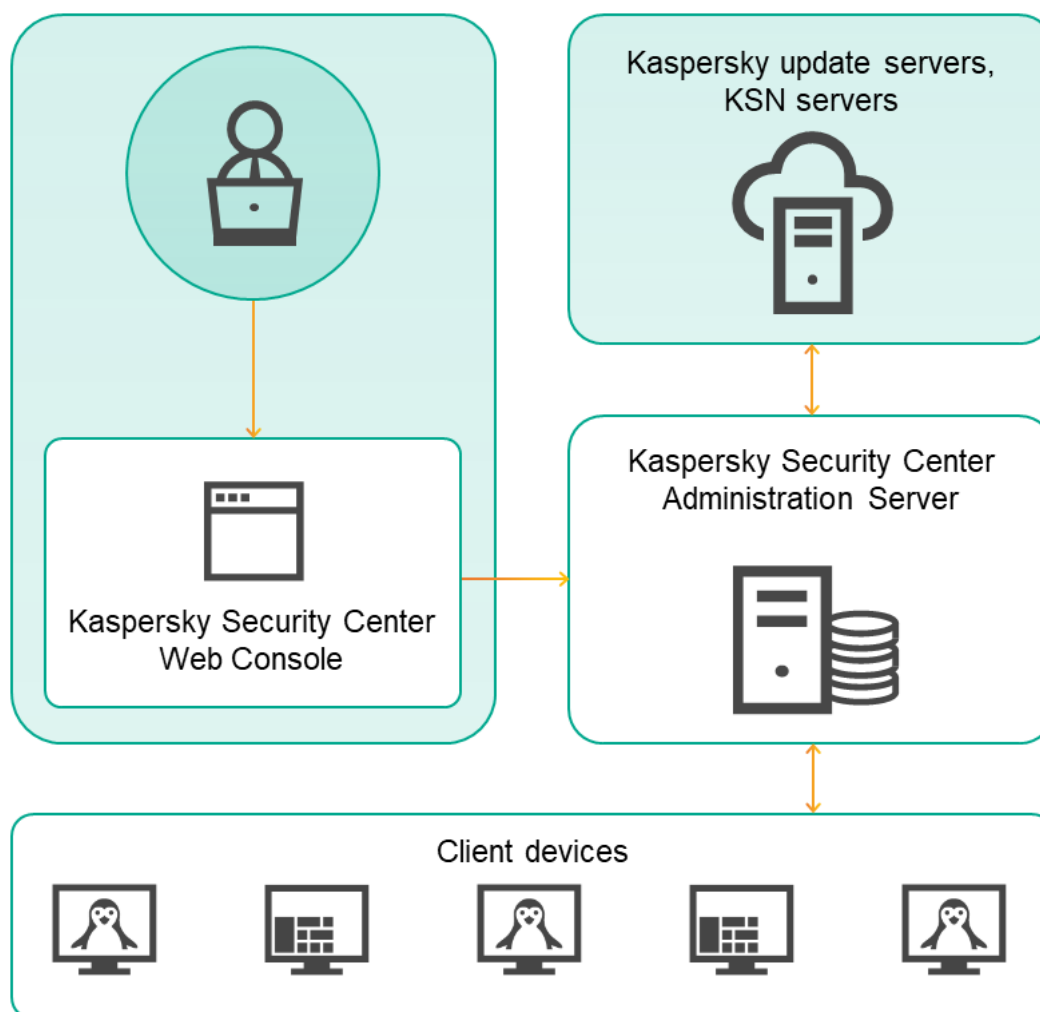 Kaspersky update servers,
KSN servers
Kaspersky Security Center
Administration Server
Kaspersky Security Center
Web Console
Client devices